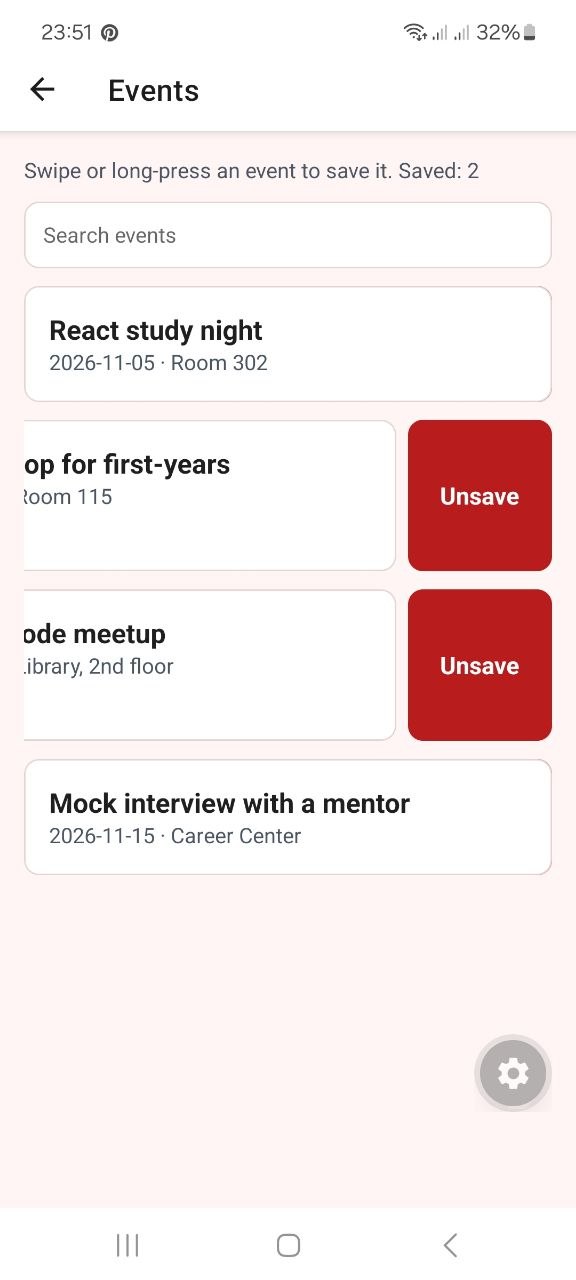 23:51
32%
Events
Swipe or long-press an event to save it. Saved: 2
Search events
React study night
2026-11-05 · Room 302
op for first-years
Room 115
Unsave
ode meetup
Library, 2nd floor
Unsave
Mock interview with a mentor
2026-11-15 · Career Center